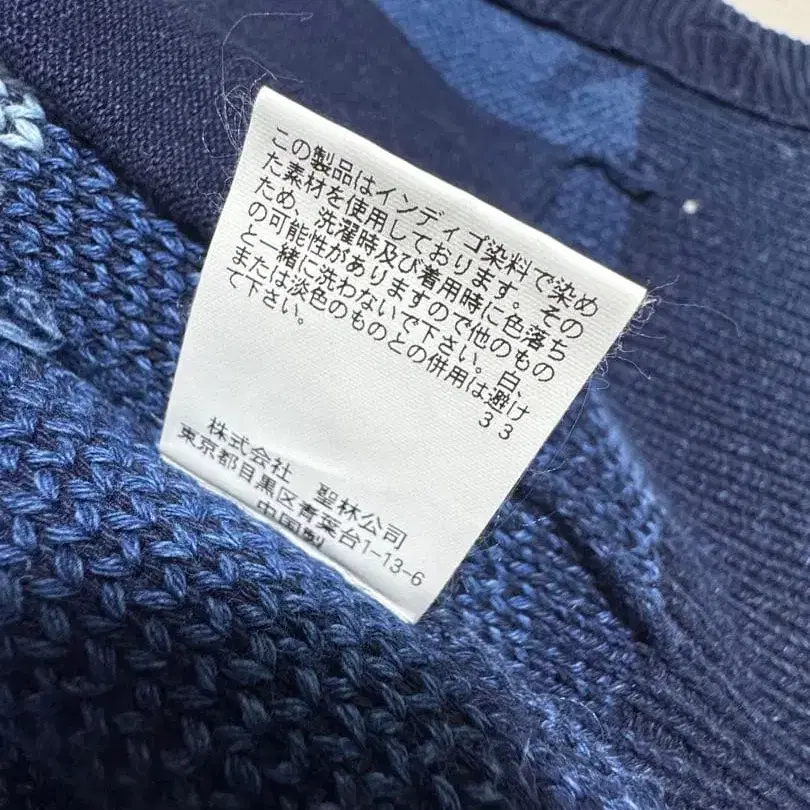 この製品はインディゴ染料で染め
た素材を使用しております。その
ため、洗濯時及び着用時に色落ち
の可能性がありますので他のもの
と一緒に洗わないで下さい。白、
または淡色のものとの併用は避け
て下さい。
33
株式会社 聖林公司
東京都目黒区青葉台1-13-6
中国製